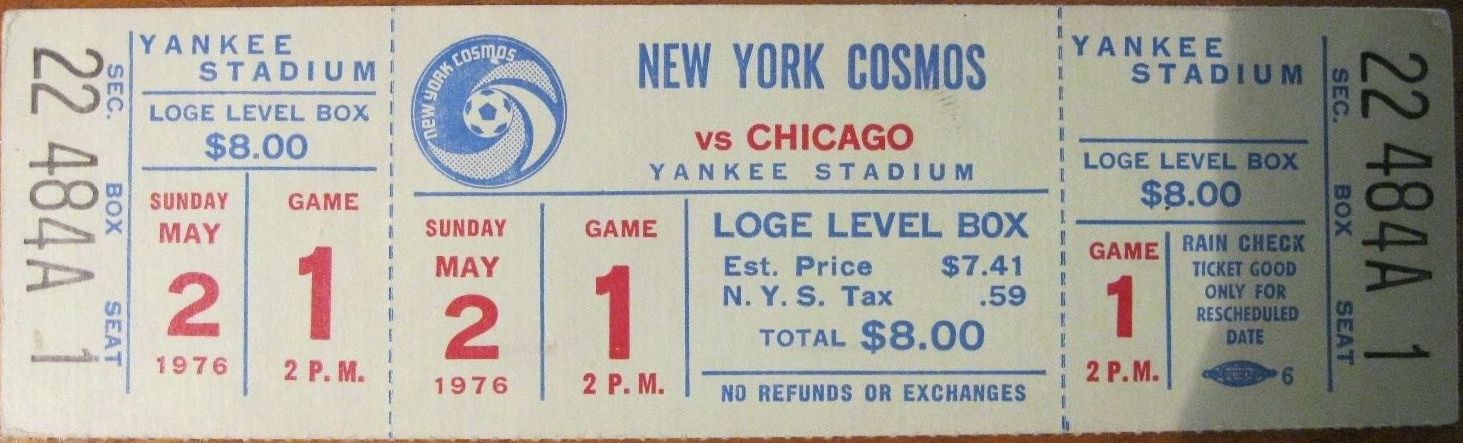 SEC. 22
BOX 484A
SEAT 1
YANKEE
STADIUM
LOGE LEVEL BOX
$8.00
SUNDAY
MAY
2
1976
GAME
1
2 P.M.
NEW YORK COSMOS
NEW YORK COSMOS
vs CHICAGO
YANKEE STADIUM
SUNDAY
MAY
2
1976
GAME
1
2 P.M.
LOGE LEVEL BOX
Est. Price $7.41
N.Y.S. Tax .59
TOTAL $8.00
NO REFUNDS OR EXCHANGES
YANKEE
STADIUM
LOGE LEVEL BOX
$8.00
GAME
1
2 P.M.
RAIN CHECK
TICKET GOOD
ONLY FOR
RESCHEDULED
DATE
6
SEC. 22
BOX 484A
SEAT 1